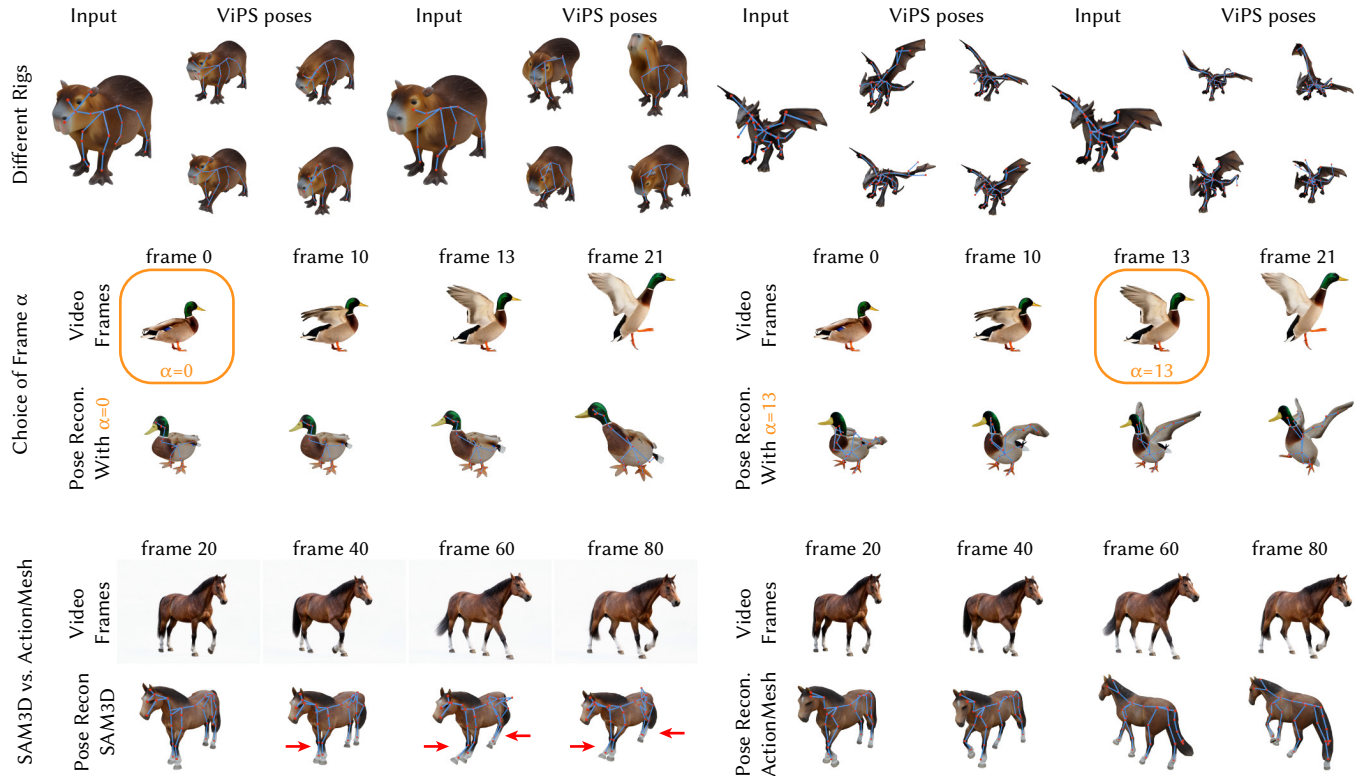 Input ViPS poses Input ViPS poses Input ViPS poses Input ViPS poses
Different Rigs
frame 0 frame 10 frame 13 frame 21 frame 0 frame 10 frame 13 frame 21
Choice of Frame α
Video
Frames
α=0
Video
Frames
α=13
Pose Recon.
With α=0
Pose Recon.
With α=13
frame 20 frame 40 frame 60 frame 80 frame 20 frame 40 frame 60 frame 80
SAM3D vs. ActionMesh
Video
Frames
Video
Frames
Pose Recon
SAM3D
Pose Recon.
ActionMesh